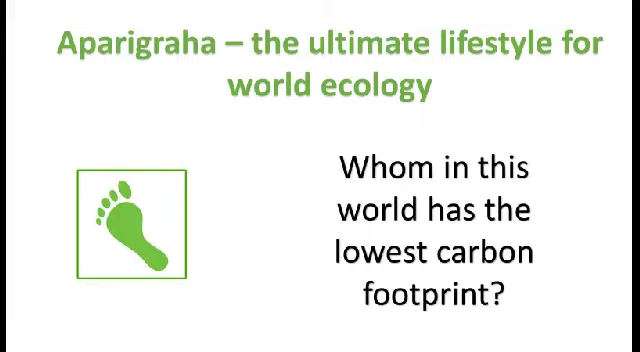 Aparigraha – the ultimate lifestyle for
world ecology
Whom in this
world has the
lowest carbon
footprint?